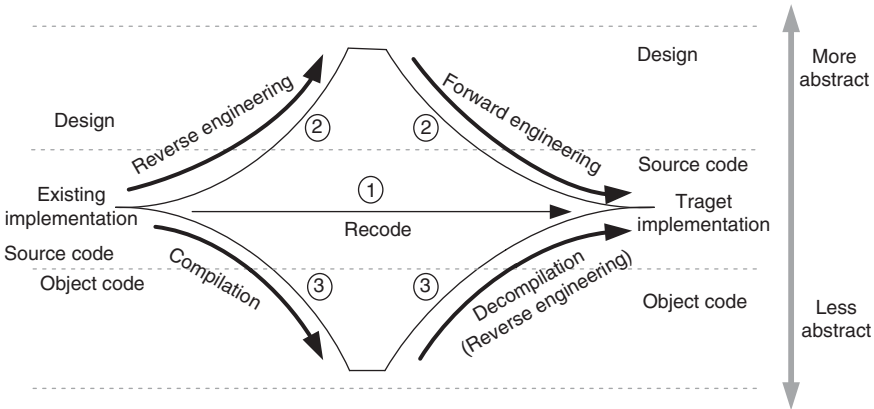 Design
More
abstract
Reverse engineering
Forward engineering
Design
2
2
Source code
1
Existing
implementation
Traget
implementation
Recode
Source code
Object code
Compilation
3
3
Decompilation
(Reverse engineering)
Object code
Less
abstract